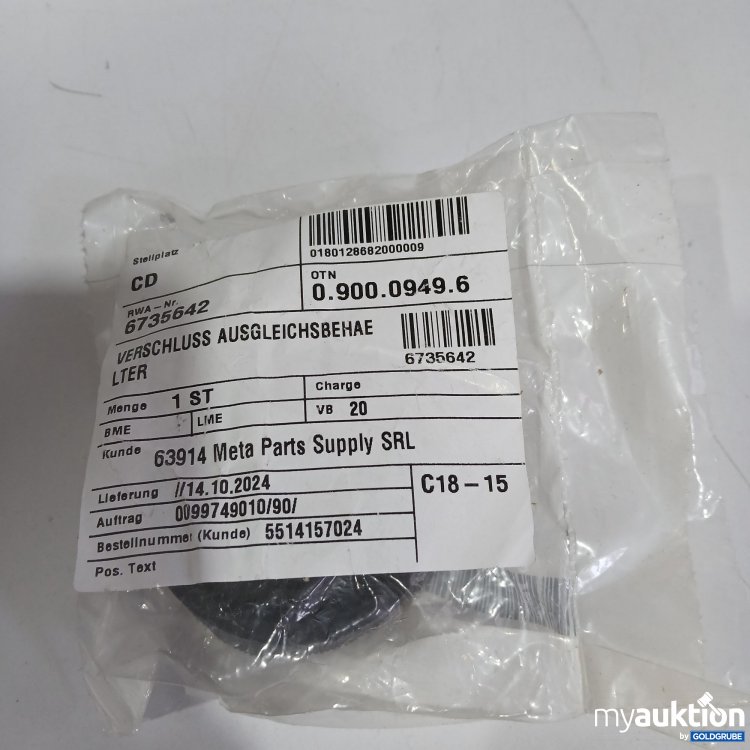 0180128682000009
Stellplatz
CD
OTN
0.900.0949.6
RWA-Nr.
6735642
VERSCHLUSS AUSGLEICHSBEHAE
LTER
6735642
Menge 1 ST
Charge
BME
LME
VB 20
Kunde 63914 Meta Parts Supply SRL
Lieferung //14.10.2024
C18-15
Auftrag 0099749010/90/
Bestellnummer (Kunde) 5514157024
Pos. Text
myauktion
by GOLDGRUBE